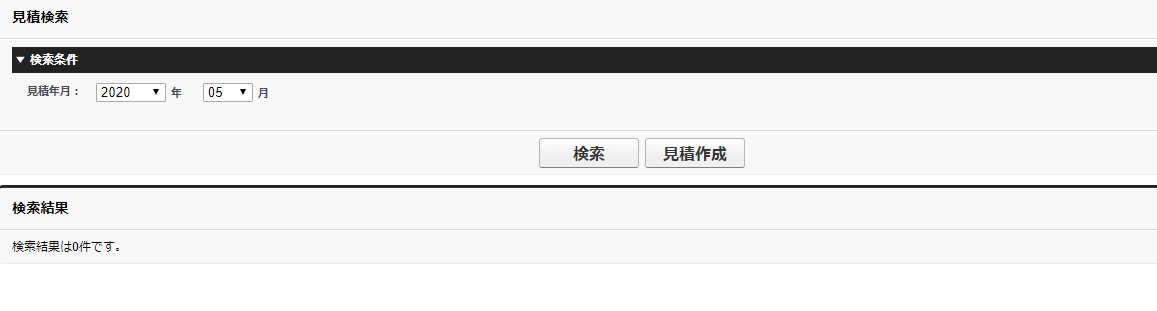 見積検索
▼ 検索条件
見積年月： 2020 年 05 月
検索 見積作成
検索結果
検索結果は0件です。